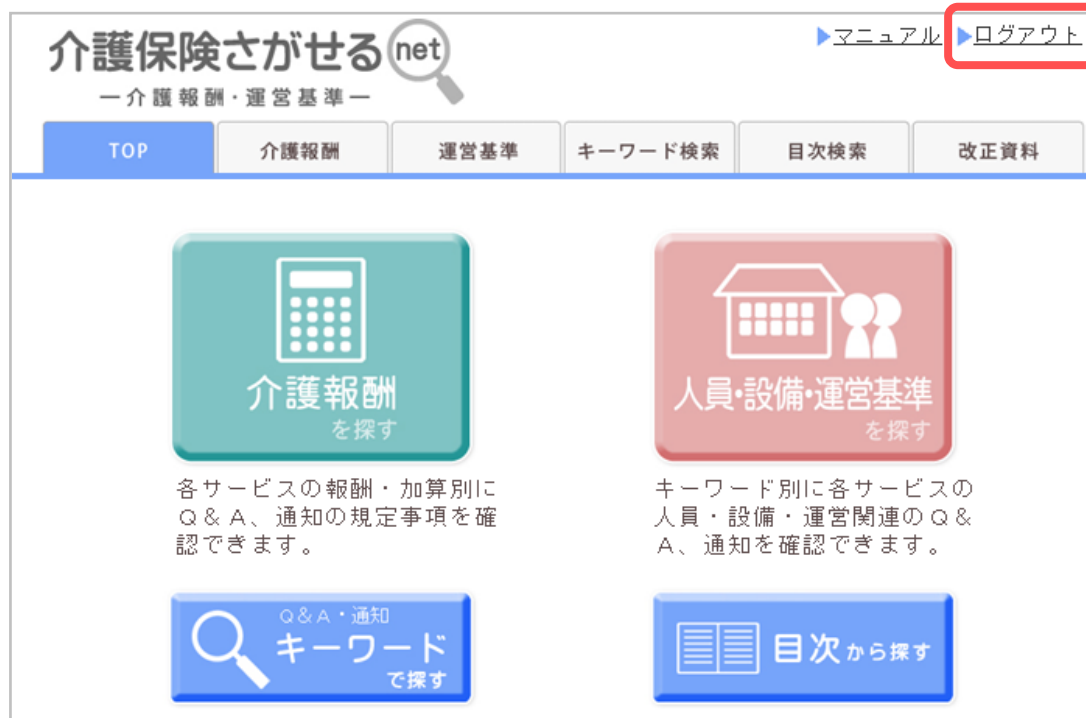 介護保険さがせるnet
ー介護報酬・運営基準ー
マニュアル ログアウト
TOP 介護報酬 運営基準 キーワード検索 目次検索 改正資料
介護報酬
を探す
各サービスの報酬・加算別に
Q&A、通知の規定事項を確
認できます。
人員・設備・運営基準
を探す
キーワード別に各サービスの
人員・設備・運営関連のQ&
A、通知を確認できます。
Q&A・通知
キーワード
で探す
目次から探す